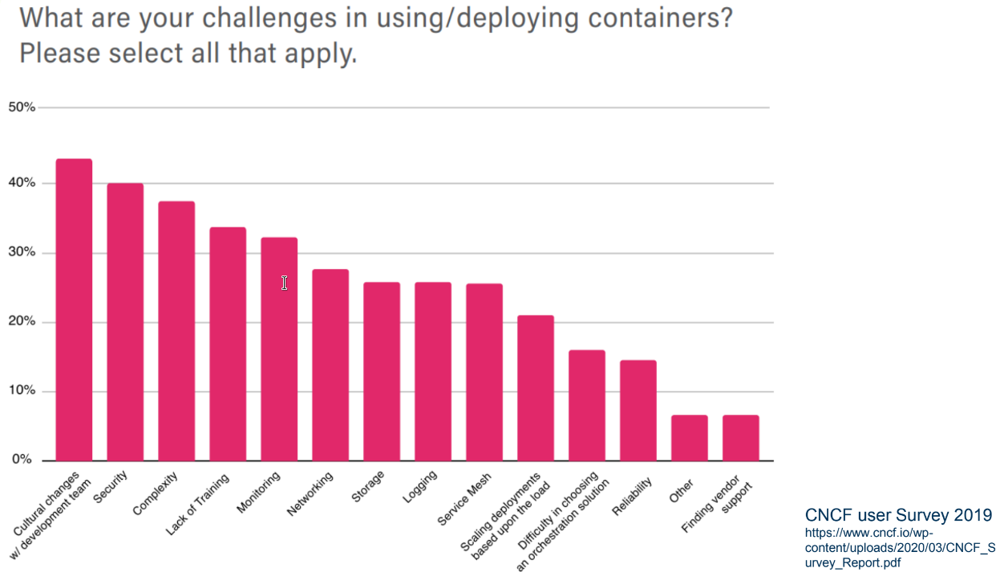 What are your challenges in using/deploying containers?
Please select all that apply.
50%
40%
30%
20%
10%
0%
Cultural changes
w/ development team
Security
Complexity
Lack of Training
Monitoring
Networking
Storage
Logging
Service Mesh
Scaling deployments
based upon the load
Difficulty in choosing
an orchestration solution
Reliability
Other
Finding vendor
support
CNCF user Survey 2019
https://www.cncf.io/wp-
content/uploads/2020/03/CNCF_S
urvey_Report.pdf